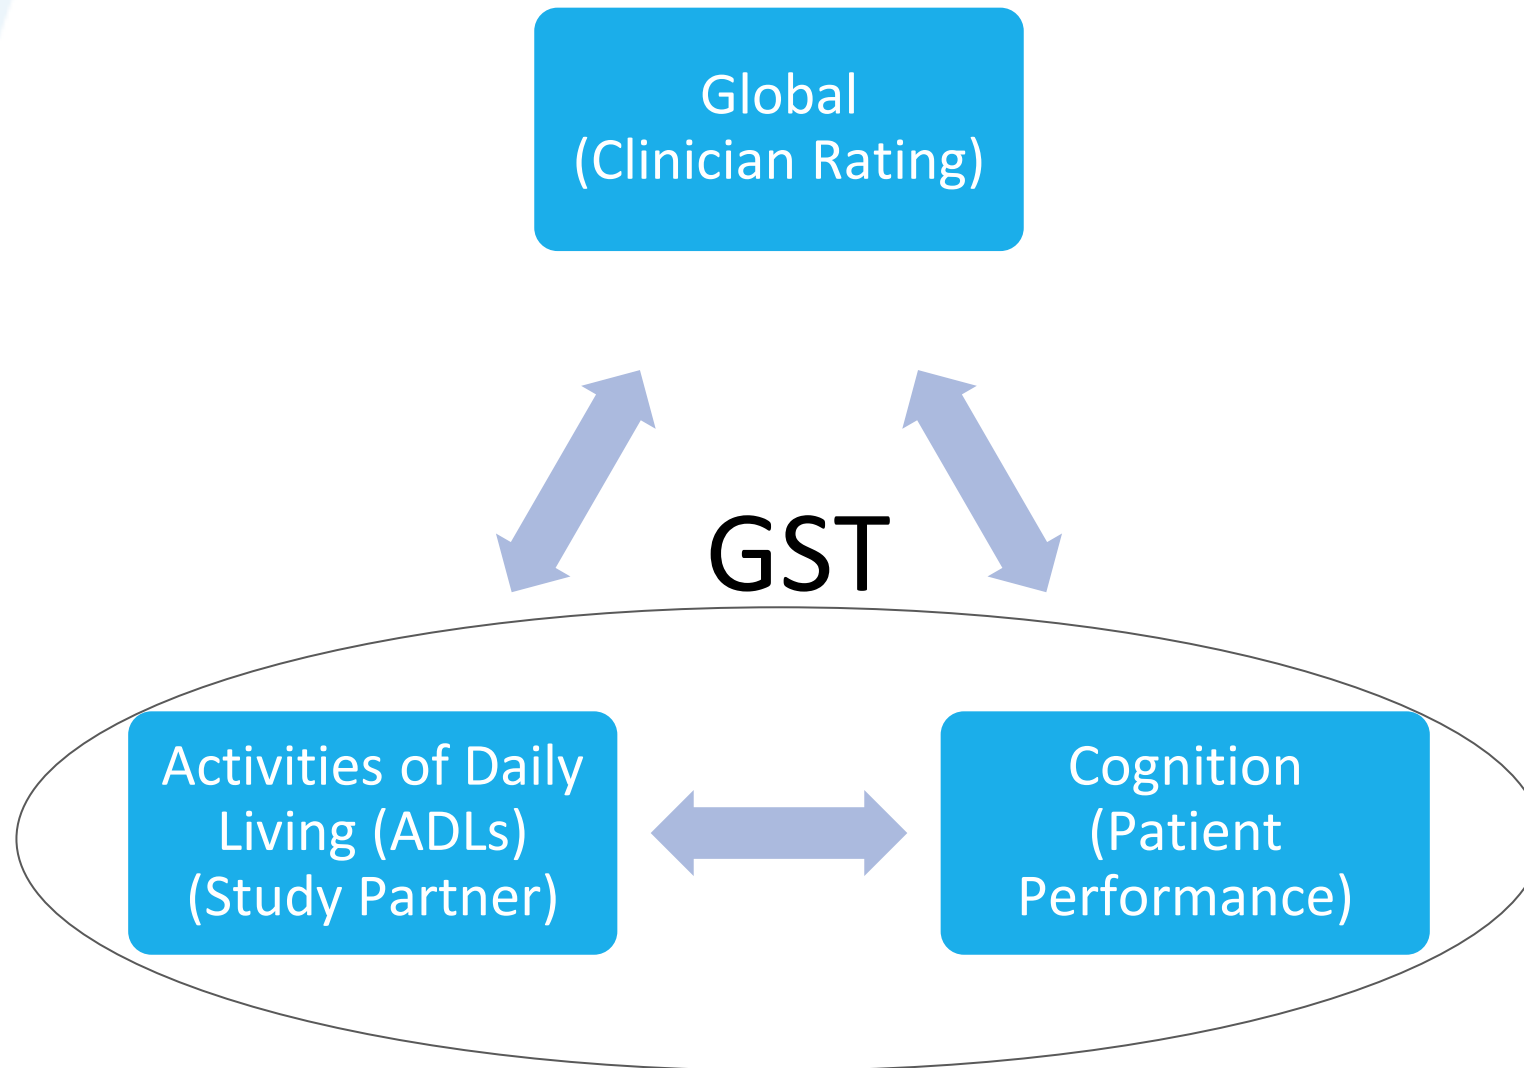 Global
(Clinician Rating)
GST
Activities of Daily
Living (ADLs)
(Study Partner)
Cognition
(Patient
Performance)